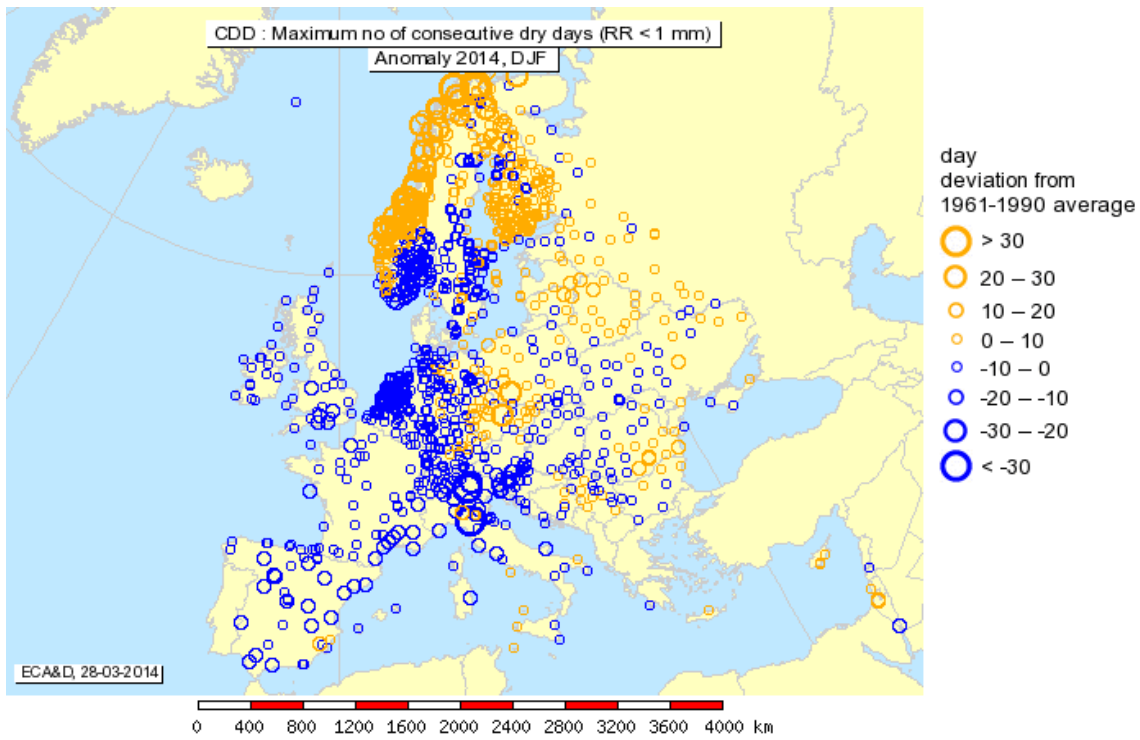 CDD : Maximum no of consecutive dry days (RR < 1 mm)
Anomaly 2014, DJF
day
deviation from
1961-1990 average
> 30
20 – 30
10 – 20
0 – 10
-10 – 0
-20 – -10
-30 – -20
< -30
ECA&D, 28-03-2014
0 400 800 1200 1600 2000 2400 2800 3200 3600 4000 km